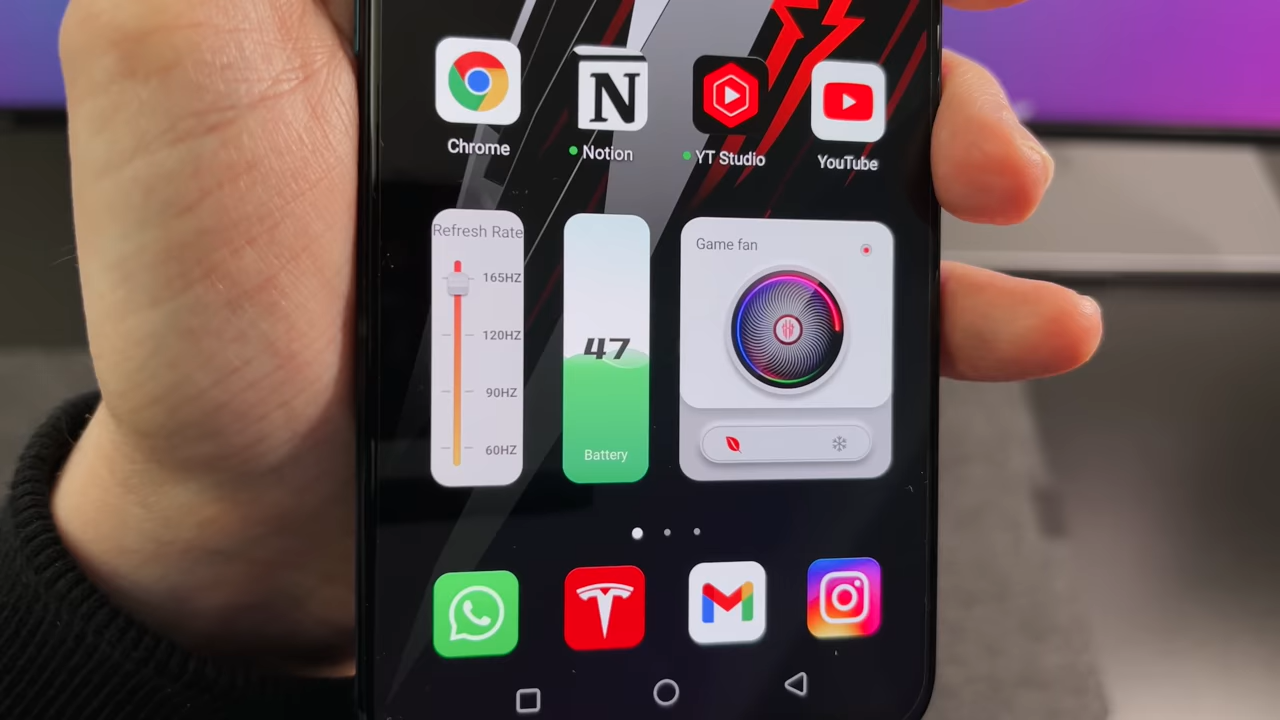 Chrome
Notion
YT Studio
YouTube
Refresh Rate
165HZ
120HZ
90HZ
60HZ
47
Battery
Game fan